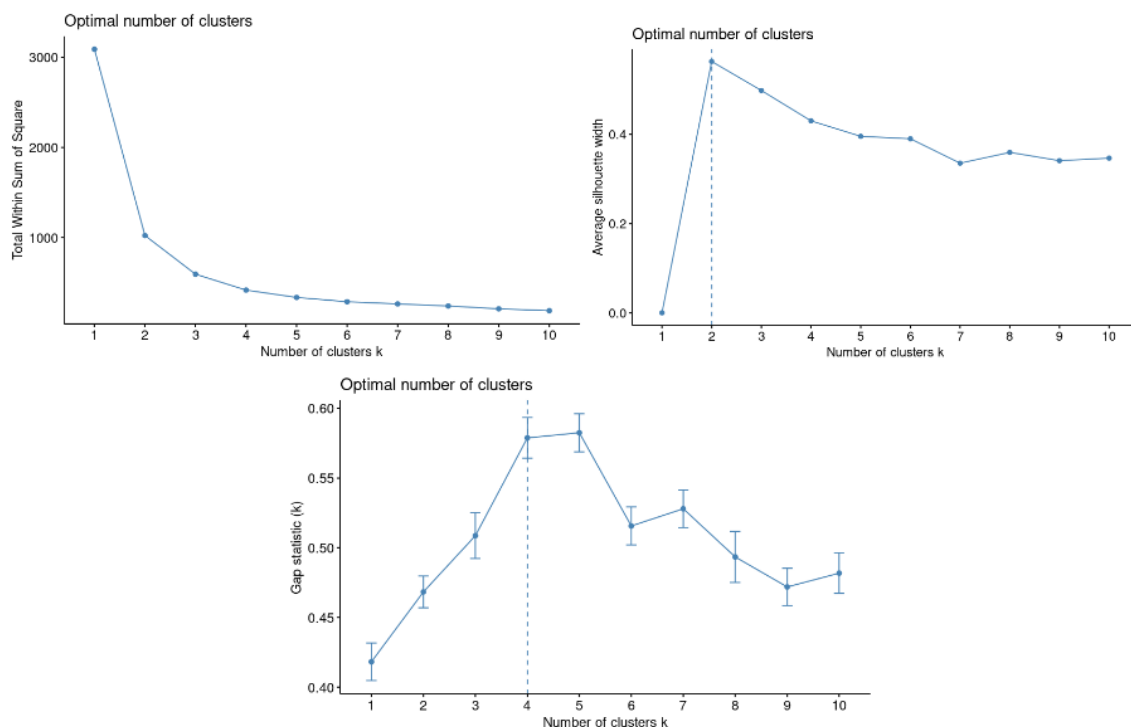 Optimal number of clusters
Total Within Sum of Square
3000
2000
1000
1 2 3 4 5 6 7 8 9 10
Number of clusters k
Optimal number of clusters
Average silhouette width
0.4
0.2
0.0
1 2 3 4 5 6 7 8 9 10
Number of clusters k
Optimal number of clusters
Gap statistic (k)
0.60
0.55
0.50
0.45
0.40
1 2 3 4 5 6 7 8 9 10
Number of clusters k